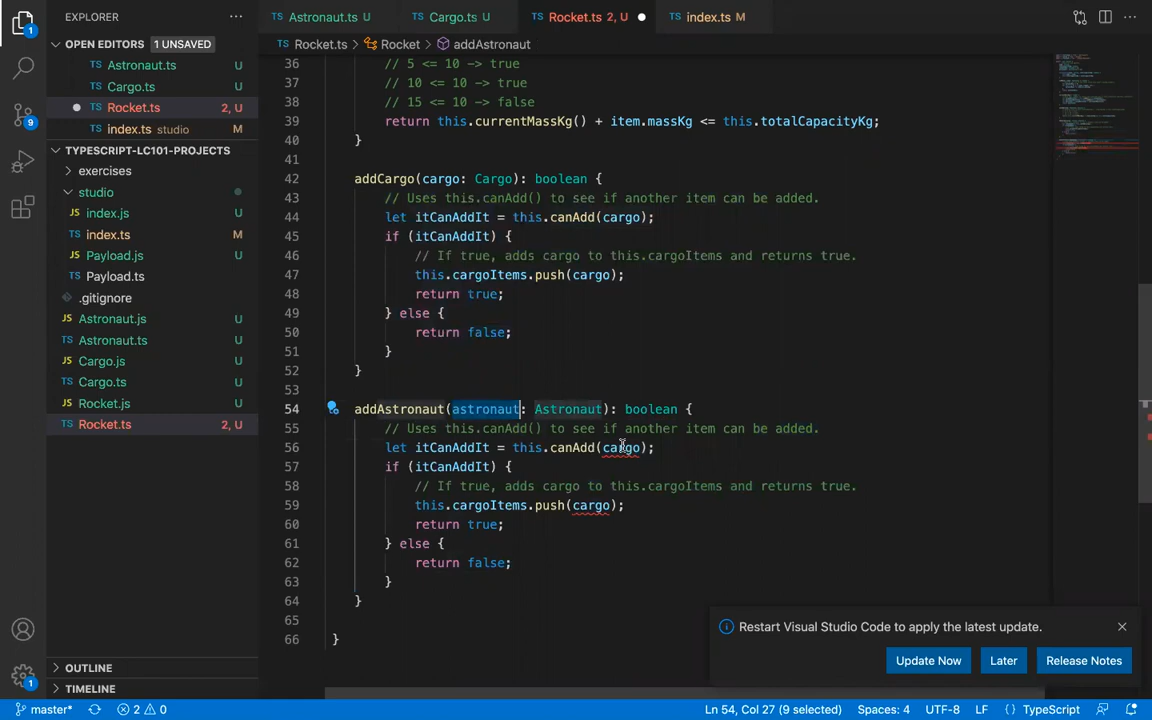 EXPLORER
Astronaut.ts U
Cargo.ts U
Rocket.ts 2, U
index.ts M
OPEN EDITORS 1 UNSAVED
Astronaut.ts U
Cargo.ts U
Rocket.ts 2, U
index.ts studio M
TYPESCRIPT-LC101-PROJECTS
exercises
studio
JS index.js U
TS index.ts M
JS Payload.js U
TS Payload.ts
.gitignore
JS Astronaut.js U
TS Astronaut.ts U
JS Cargo.js U
TS Cargo.ts U
JS Rocket.js U
TS Rocket.ts 2, U
OUTLINE
TIMELINE
TS Rocket.ts > Rocket > addAstronaut
36 // 5 <= 10 -> true
37 // 10 <= 10 -> true
38 // 15 <= 10 -> false
39 return this.currentMassKg() + item.massKg <= this.totalCapacityKg;
40 }
41
42 addCargo(cargo: Cargo): boolean {
43 // Uses this.canAdd() to see if another item can be added.
44 let itCanAddIt = this.canAdd(cargo);
45 if (itCanAddIt) {
46 // If true, adds cargo to this.cargoItems and returns true.
47 this.cargoItems.push(cargo);
48 return true;
49 } else {
50 return false;
51 }
52 }
53
54 addAstronaut(astronaut: Astronaut): boolean {
55 // Uses this.canAdd() to see if another item can be added.
56 let itCanAddIt = this.canAdd(cargo);
57 if (itCanAddIt) {
58 // If true, adds cargo to this.cargoItems and returns true.
59 this.cargoItems.push(cargo);
60 return true;
61 } else {
62 return false;
63 }
64 }
65
66 }
Restart Visual Studio Code to apply the latest update.
Update Now Later Release Notes
master* 2 0 Ln 54, Col 27 (9 selected) Spaces: 4 UTF-8 LF {} TypeScript